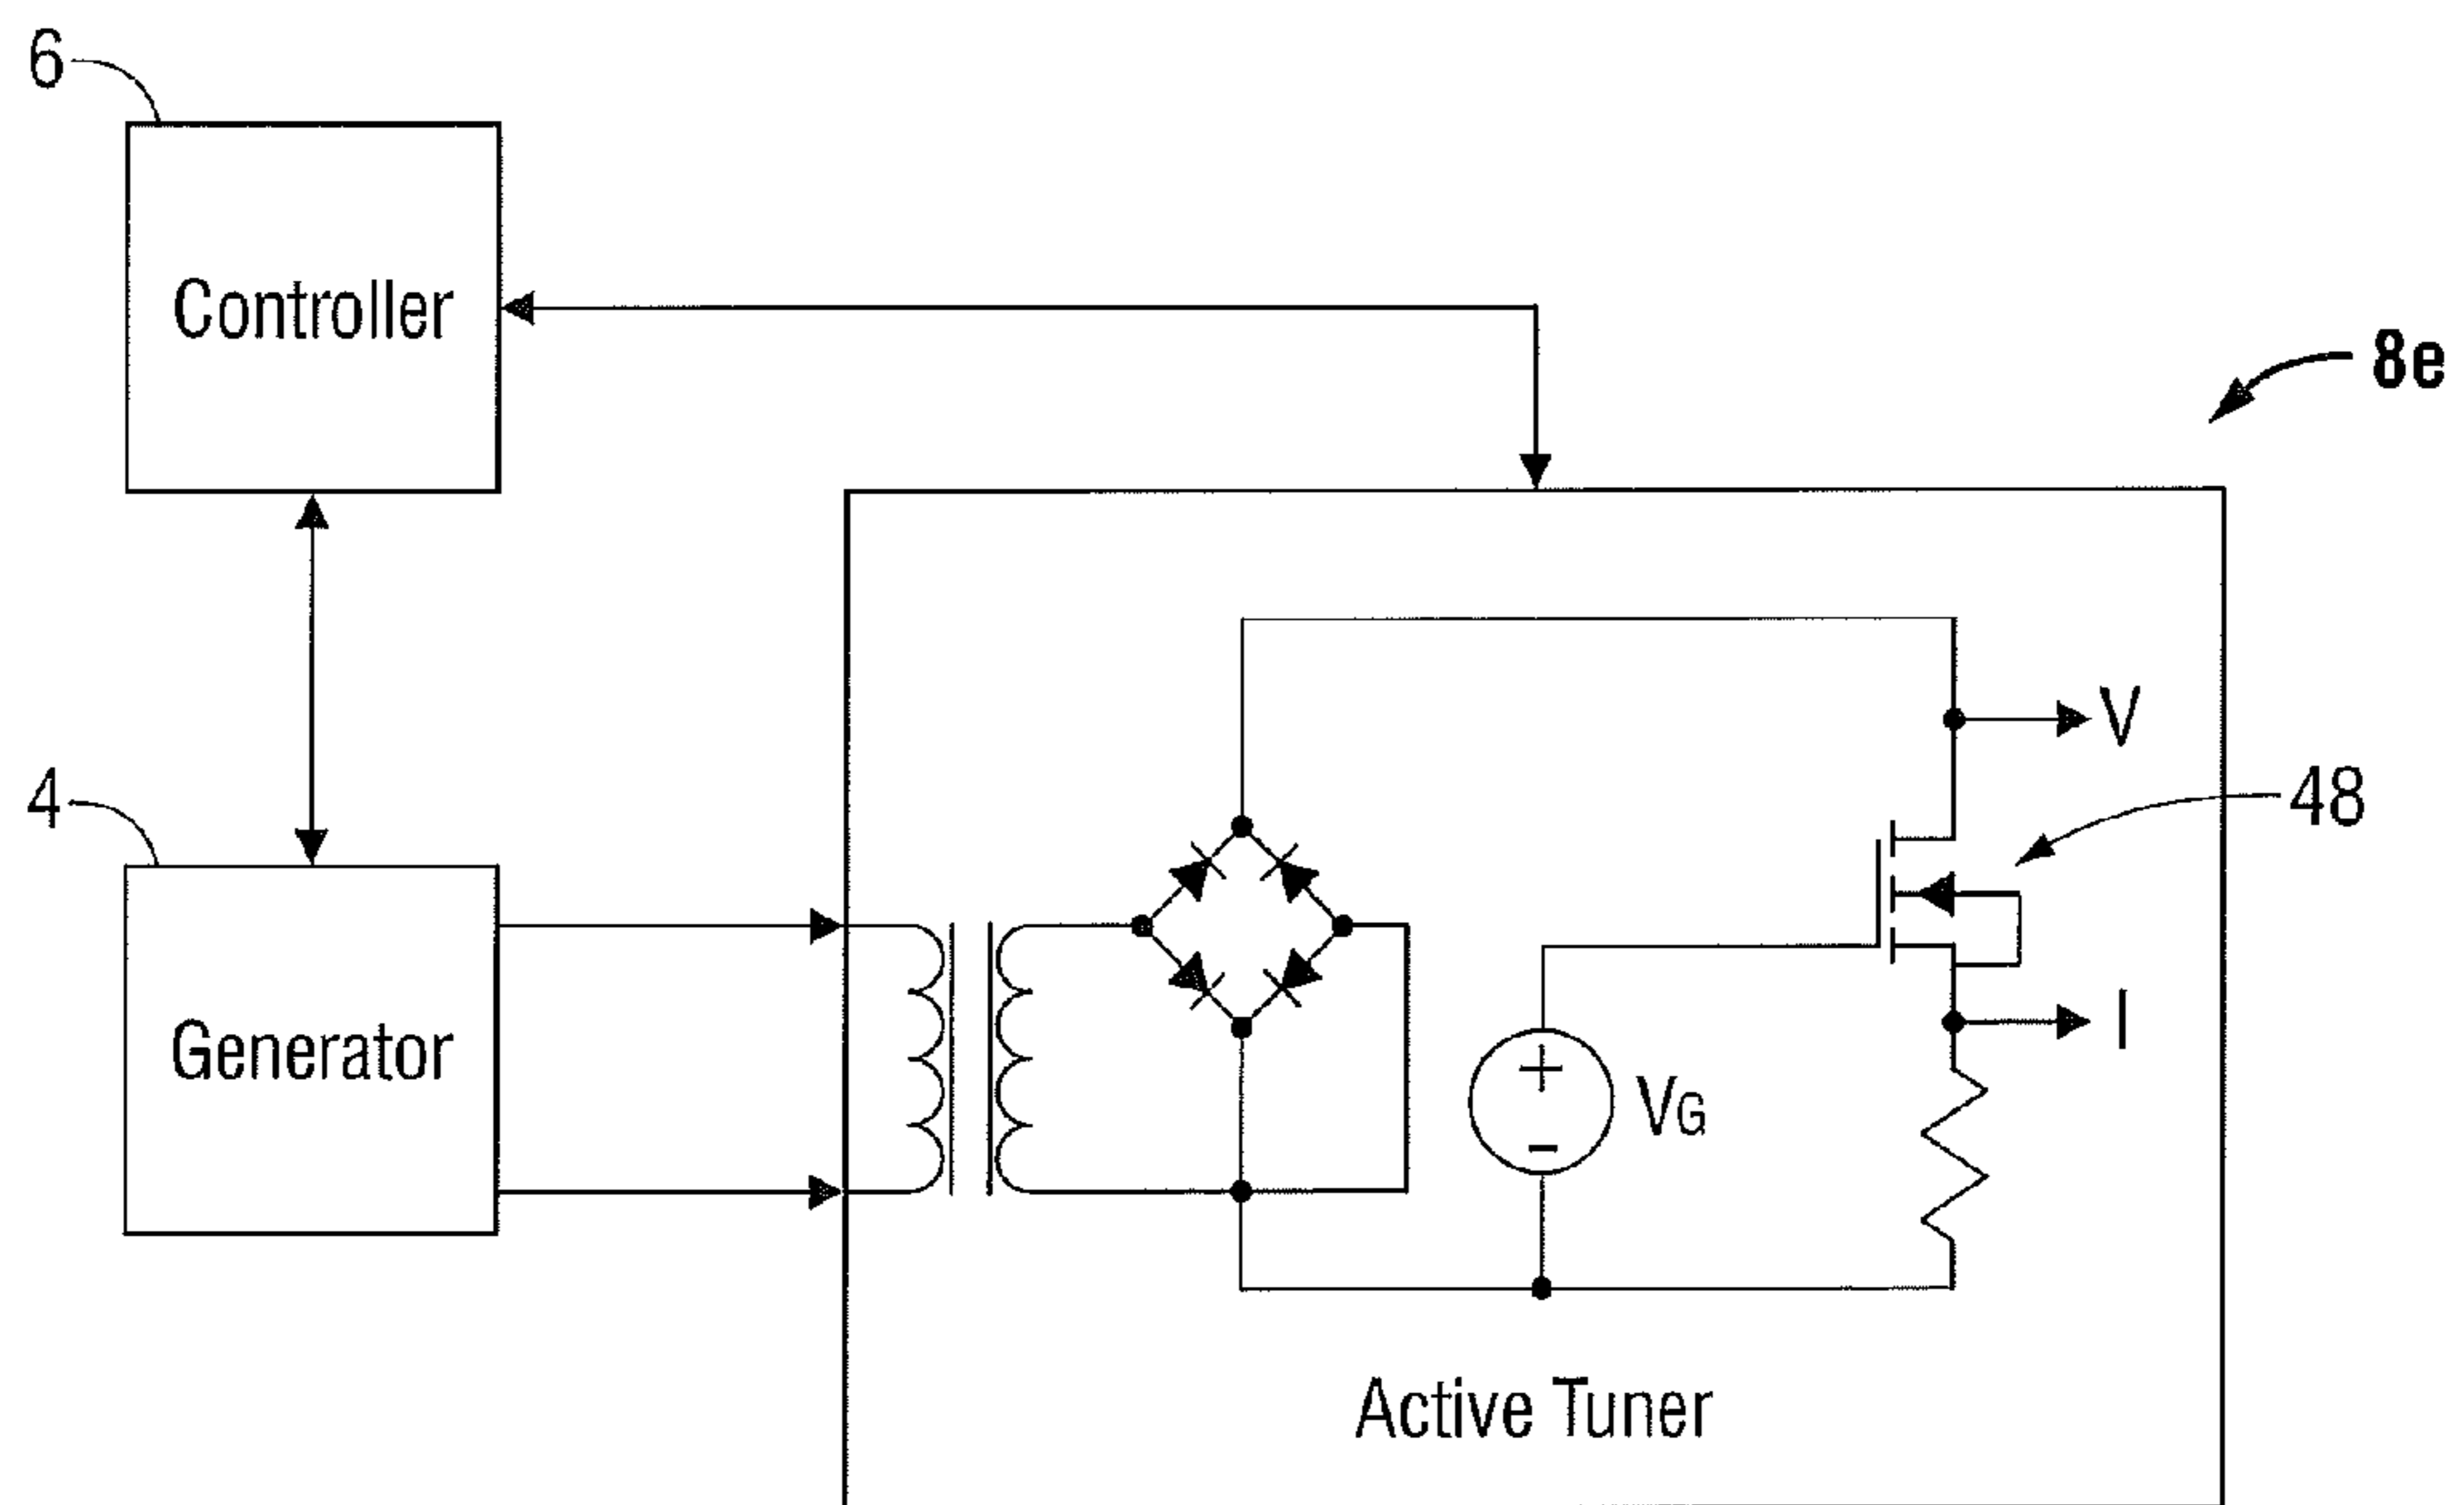 6
Controller
8e
V
48
4
Generator
I
+
VG
-
Active Tuner